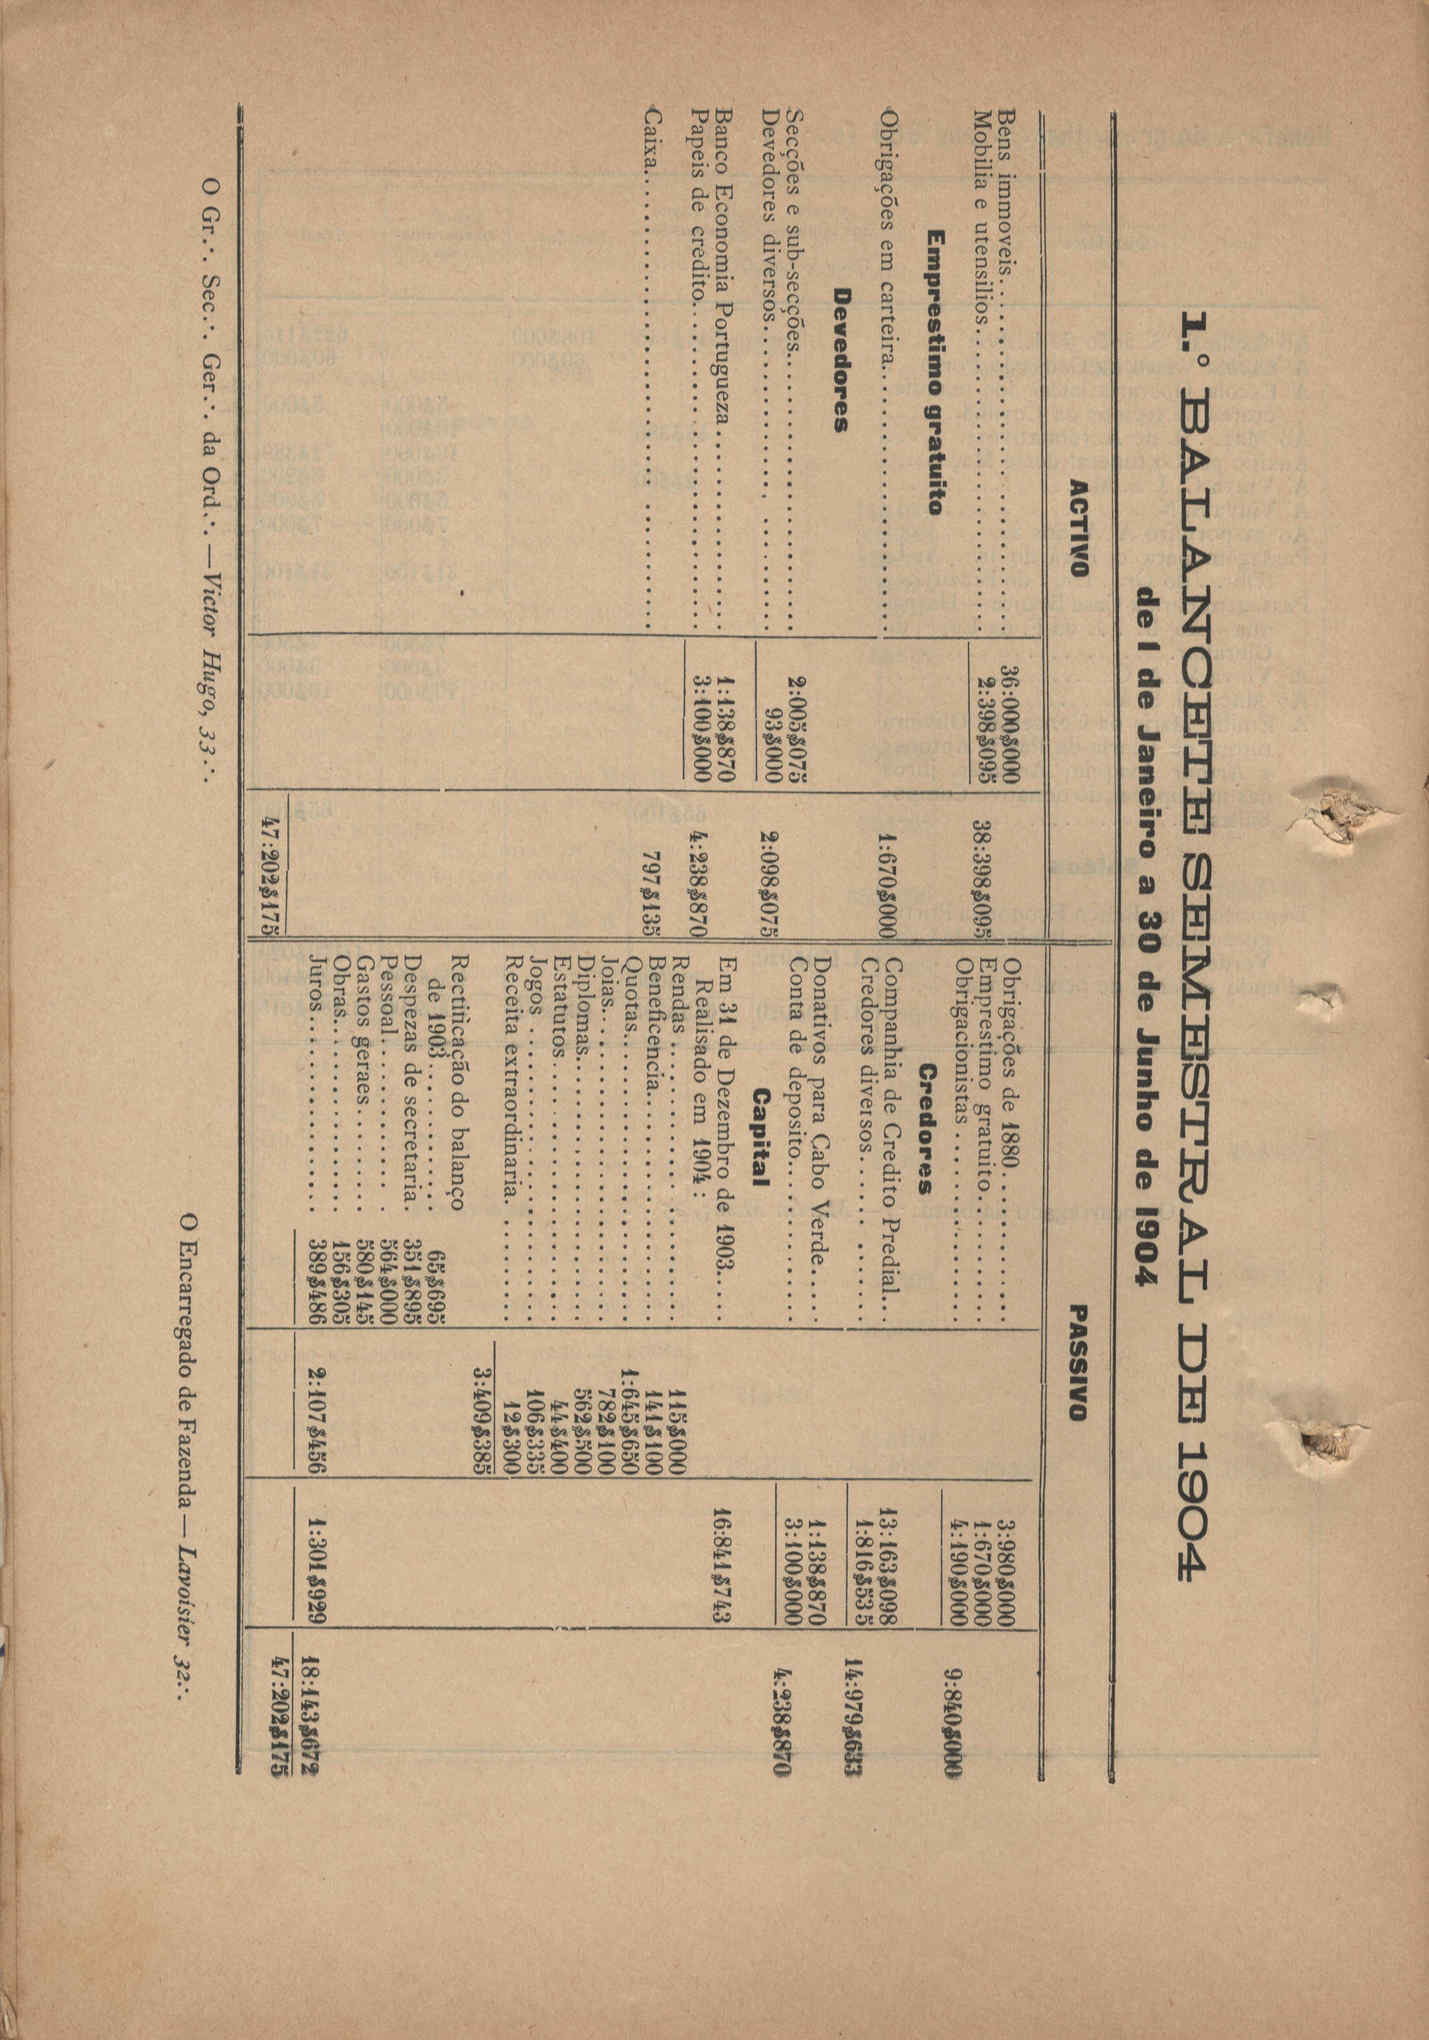 1.º BALANCETE SEMESTRAL DE 1904
de 1 de Janeiro a 30 de Junho de 1904
ACTIVO
Bens immoveis 36:000$000
Mobilia e utensilios 2:398$095 38:398$095
Emprestimo gratuito
Obrigações em carteira 1:670$000
Devedores
Secções e sub-secções 2:005$075
Devedores diversos 93$000 2:098$075
Banco Economia Portugueza 1:138$870
Papeis de credito 3:100$000 4:238$870
Caixa 797$135
47:202$175
PASSIVO
Obrigações de 1880 3:980$000
Emprestimo gratuito 1:670$000
Obrigacionistas 4:190$000 9:840$000
Credores
Companhia de Credito Predial 13:163$098
Credores diversos 1:816$535 14:979$633
Donativos para Cabo Verde 1:138$870
Conta de deposito 3:100$000 4:238$870
Capital
Em 31 de Dezembro de 1903 16:841$743
Realisado em 1904:
Rendas 115$000
Beneficencia 141$100
Quotas 1:645$650
Joias 782$100
Diplomas 562$500
Estatutos 44$400
Jogos 106$335
Receita extraordinaria 12$300
3:409$385
Rectificação do balanço
de 1903 65$695
Despezas de secretaria 351$895
Pessoal 564$000
Gastos geraes 580$145
Obras 156$305
Juros 389$486 2:107$456 1:301$929 18:143$672
47:202$175
O Gr.·. Sec.·. Ger.·. da Ord.·. —Victor Hugo, 33.·.
O Encarregado de Fazenda — Lavoisier 32.·.